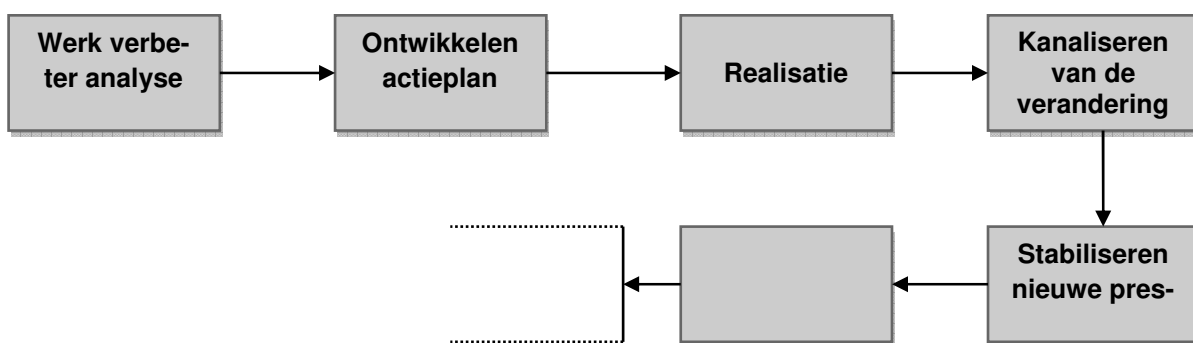 Werk verbe-
ter analyse
Ontwikkelen
actieplan
Realisatie
Kanaliseren
van de
verandering
Stabiliseren
nieuwe pres-